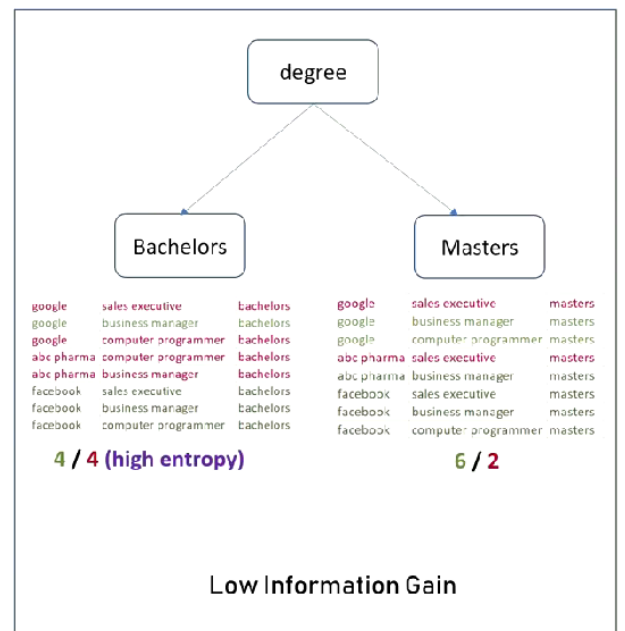 degree
Bachelors
google sales executive bachelors
google business manager bachelors
google computer programmer bachelors
abc pharma computer programmer bachelors
abc pharma business manager bachelors
facebook sales executive bachelors
facebook business manager bachelors
facebook computer programmer bachelors
4 / 4 (high entropy)
Masters
google sales executive masters
google business manager masters
google computer programmer masters
abc pharma sales executive masters
abc pharma business manager masters
facebook sales executive masters
facebook business manager masters
facebook computer programmer masters
6 / 2
Low Information Gain